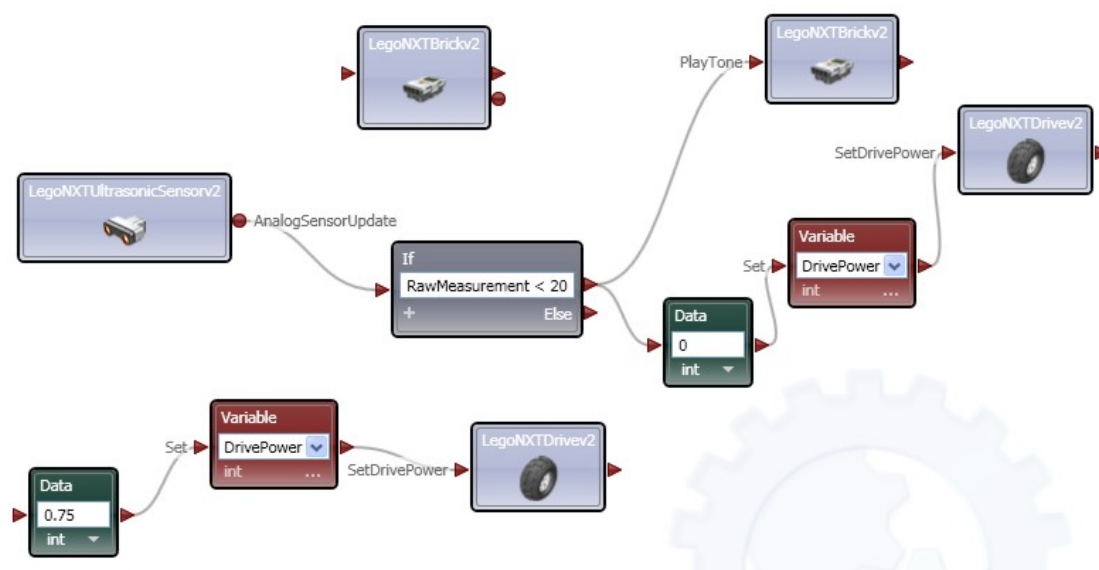 LegoNXTBrickv2
LegoNXTBrickv2
PlayTone
LegoNXTDrivev2
SetDrivePower
LegoNXTUltrasonicSensorv2
AnalogSensorUpdate
If
RawMeasurement < 20
+ Else
Variable
Set DrivePower
int ...
Data
0
int
Variable
Set DrivePower
int ...
SetDrivePower
LegoNXTDrivev2
Data
0.75
int